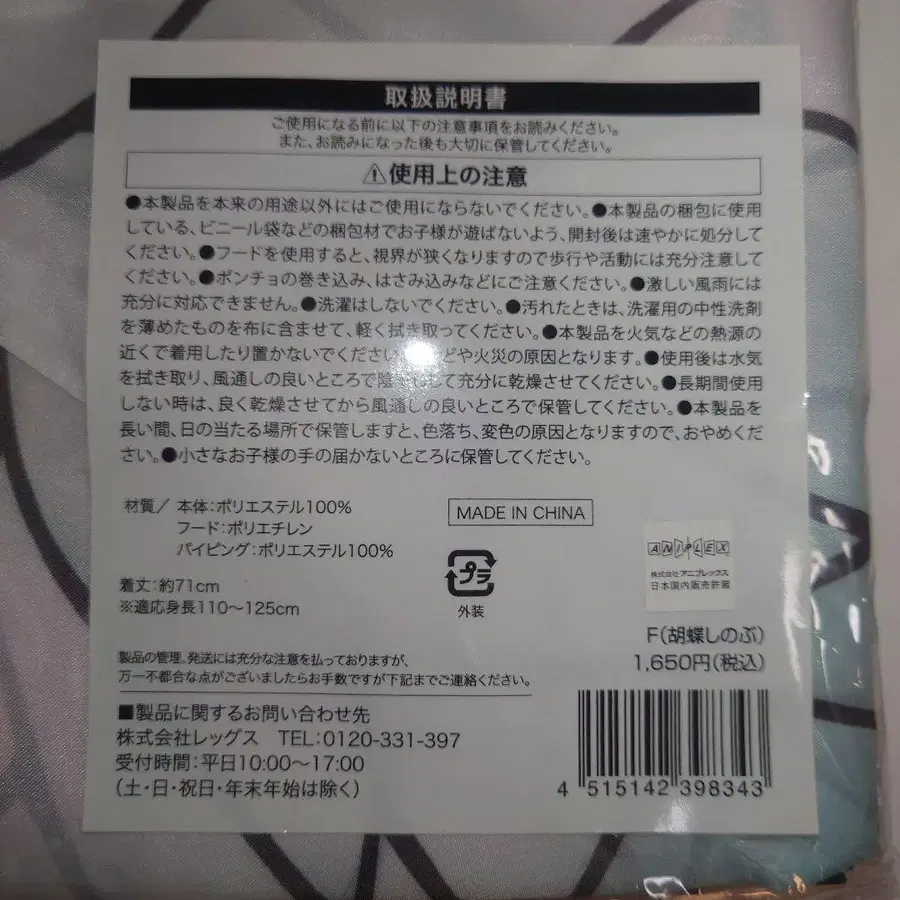 取扱説明書
ご使用になる前に以下の注意事項をお読みください。
また、お読みになった後も大切に保管してください。
⚠使用上の注意
●本製品を本来の用途以外にはご使用にならないでください。●本製品の梱包に使用
している、ビニール袋などの梱包材でお子様が遊ばないよう、開封後は速やかに処分して
ください。●フードを使用すると、視界が狭くなりますので歩行や活動には充分注意して
ください。●ポンチョの巻き込み、はさみ込みなどにご注意ください。●激しい風雨には
充分に対応できません。●洗濯はしないでください。●汚れたときは、洗濯用の中性洗剤
を薄めたものを布に含ませて、軽く拭き取ってください。●本製品を火気などの熱源の
近くで着用したり置かないでください どや火災の原因となります。●使用後は水気
を拭き取り、風通しの良いところで陰 して充分に乾燥させてください。●長期間使用
しない時は、良く乾燥させてから風通しの良いところで保管してください。●本製品を
長い間、日の当たる場所で保管しますと、色落ち、変色の原因となりますので、おやめくだ
さい。●小さなお子様の手の届かないところに保管してください。
材質／ 本体：ポリエステル100%
フード：ポリエチレン
パイピング：ポリエステル100%
MADE IN CHINA
プラ
外装
着丈：約71cm
※適応身長110〜125cm
ANIPLEX
株式会社アニプレックス
日本国内販売許諾
F(胡蝶しのぶ)
1,650円(税込)
製品の管理、発送には充分な注意を払っておりますが、
万一不都合な点がございましたらお手数ですが下記までご連絡ください。
■製品に関するお問い合わせ先
株式会社レッグス TEL：0120-331-397
受付時間：平日10:00〜17:00
(土・日・祝日・年末年始は除く)
4 515142 398343